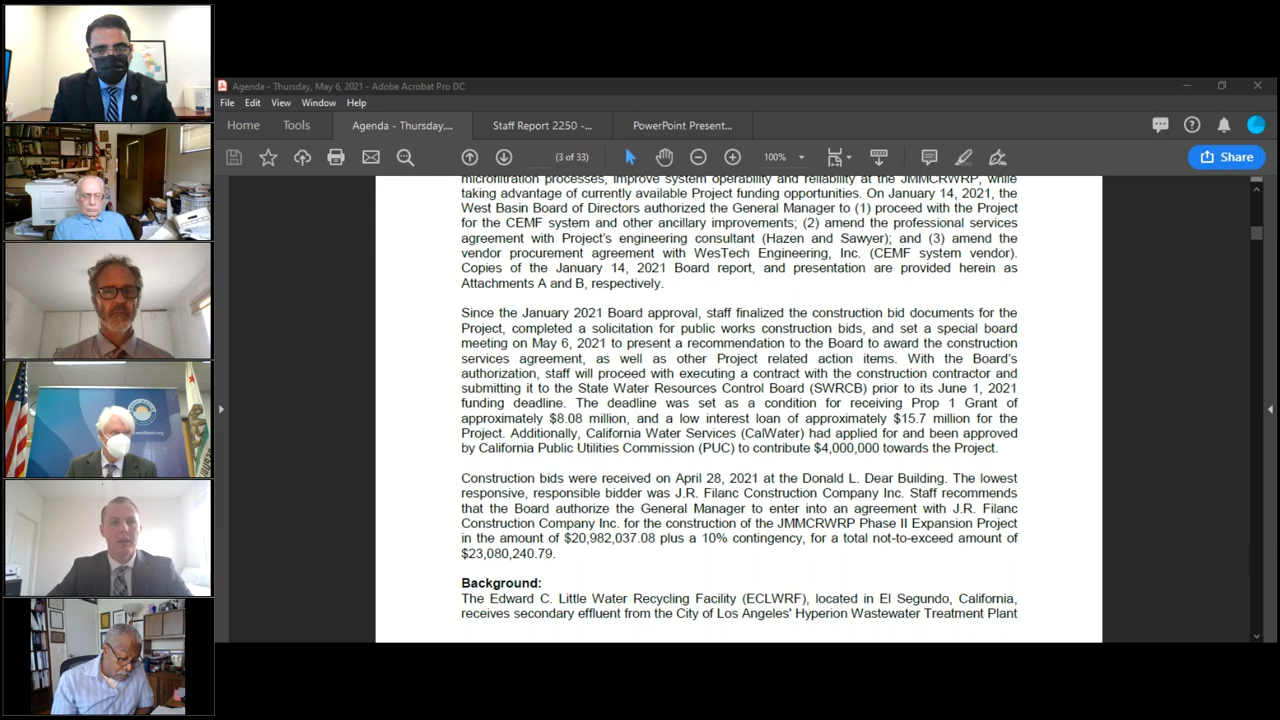 Agenda - Thursday, May 6, 2021 - Adobe Acrobat Pro DC
File Edit View Window Help
Home Tools Agenda - Thursday,... Staff Report 2250 -... PowerPoint Present...
(3 of 33) 100% Share
microfiltration processes, improve system operability and reliability at the JMMCRWRP, while
taking advantage of currently available Project funding opportunities. On January 14, 2021, the
West Basin Board of Directors authorized the General Manager to (1) proceed with the Project
for the CEMF system and other ancillary improvements; (2) amend the professional services
agreement with Project's engineering consultant (Hazen and Sawyer); and (3) amend the
vendor procurement agreement with WesTech Engineering, Inc. (CEMF system vendor).
Copies of the January 14, 2021 Board report, and presentation are provided herein as
Attachments A and B, respectively.
Since the January 2021 Board approval, staff finalized the construction bid documents for the
Project, completed a solicitation for public works construction bids, and set a special board
meeting on May 6, 2021 to present a recommendation to the Board to award the construction
services agreement, as well as other Project related action items. With the Board's
authorization, staff will proceed with executing a contract with the construction contractor and
submitting it to the State Water Resources Control Board (SWRCB) prior to its June 1, 2021
funding deadline. The deadline was set as a condition for receiving Prop 1 Grant of
approximately $8.08 million, and a low interest loan of approximately $15.7 million for the
Project. Additionally, California Water Services (CalWater) had applied for and been approved
by California Public Utilities Commission (PUC) to contribute $4,000,000 towards the Project.
Construction bids were received on April 28, 2021 at the Donald L. Dear Building. The lowest
responsive, responsible bidder was J.R. Filanc Construction Company Inc. Staff recommends
that the Board authorize the General Manager to enter into an agreement with J.R. Filanc
Construction Company Inc. for the construction of the JMMCRWRP Phase II Expansion Project
in the amount of $20,982,037.08 plus a 10% contingency, for a total not-to-exceed amount of
$23,080,240.79.
Background:
The Edward C. Little Water Recycling Facility (ECLWRF), located in El Segundo, California,
receives secondary effluent from the City of Los Angeles' Hyperion Wastewater Treatment Plant